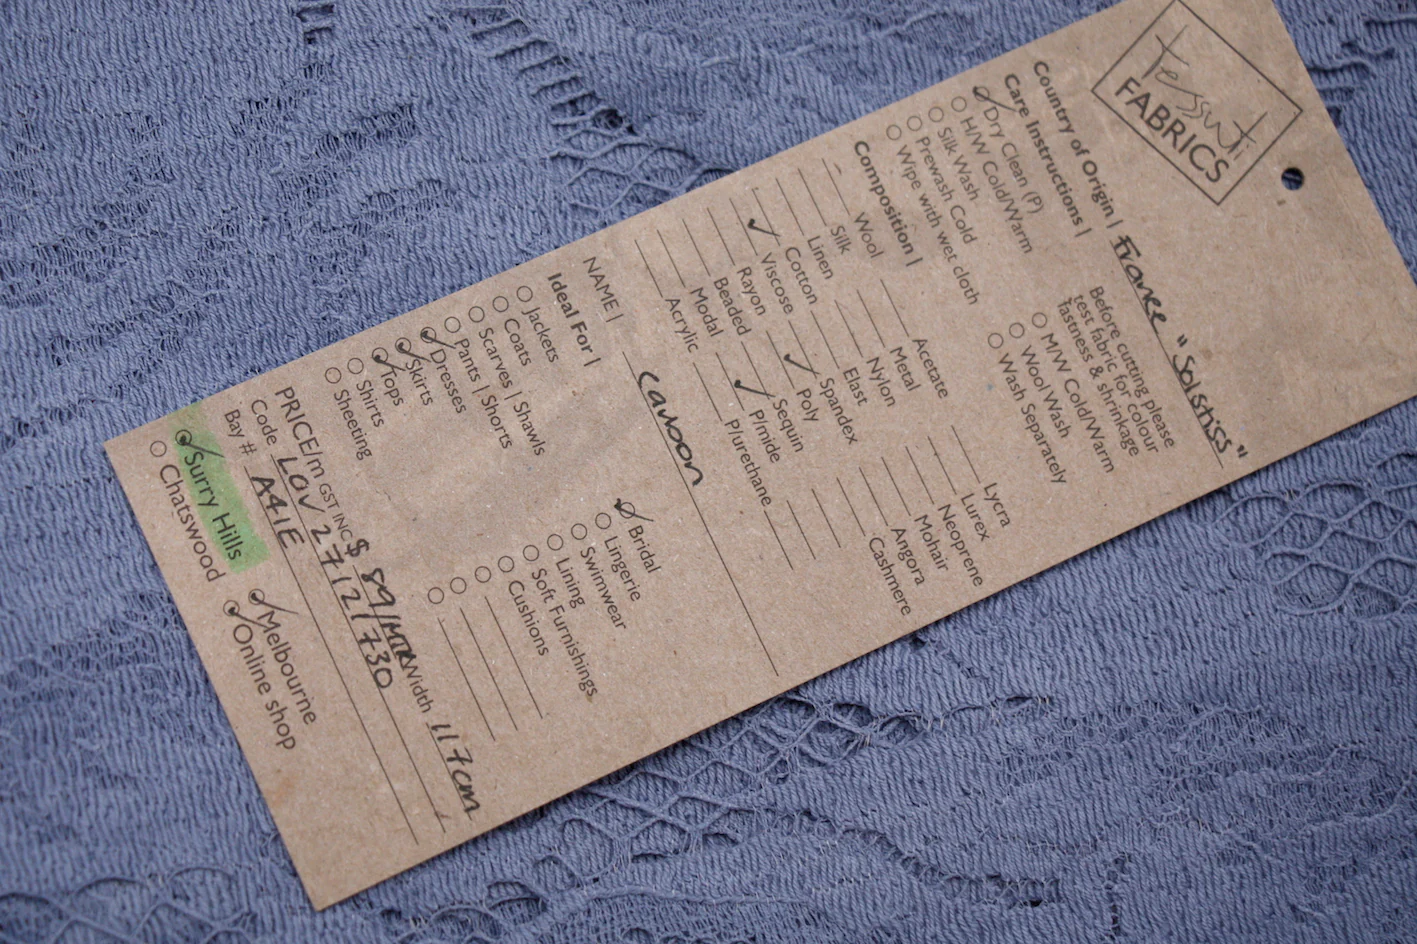 tessuti
FABRICS
Country of Origin | France "Solstiss"
Care Instructions |
Before cutting please
test fabric for colour
fastness & shrinkage
Dry Clean (P)
H/W Cold/Warm
Silk Wash
Prewash Cold
Wipe with wet cloth
M/W Cold/Warm
Wool Wash
Wash Separately
Composition |
Wool
Silk
Linen
Cotton
Viscose
Rayon
Beaded
Modal
Acrylic
Acetate
Metal
Nylon
Elast
Spandex
Poly
Sequin
P/mide
P/urethane
Lycra
Lurex
Neoprene
Mohair
Angora
Cashmere
NAME |
Ideal For |
Jackets
Coats
Scarves | Shawls
Pants | Shorts
Dresses
Skirts
Tops
Shirts
Sheeting
Bridal
Lingerie
Swimwear
Lining
Soft Furnishings
Cushions
PRICE/m GST INC $ 89/MTR Width 117cm
Code LOV 27121730
Bay # A41E
Surry Hills
Chatswood
Melbourne
Online shop